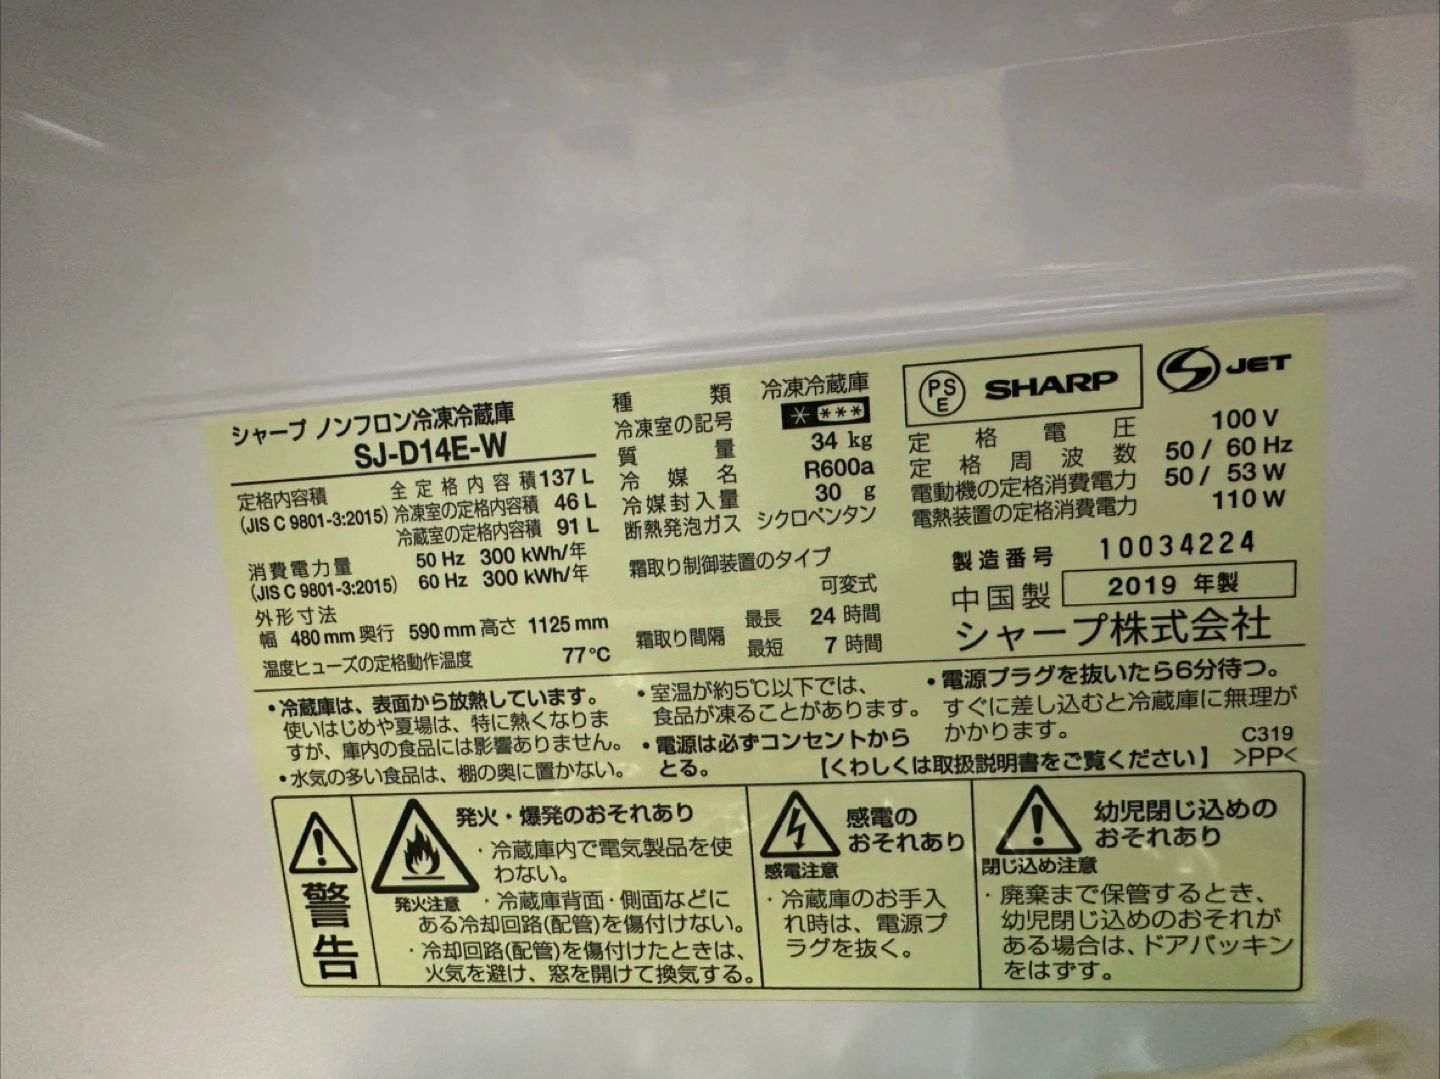 シャープ ノンフロン冷凍冷蔵庫
SJ-D14E-W
定格内容積
(JIS C 9801-3:2015)
全定格内容積 137 L
冷凍室の定格内容積 46 L
冷蔵室の定格内容積 91 L
消費電力量
(JIS C 9801-3:2015)
50 Hz 300 kWh/年
60 Hz 300 kWh/年
外形寸法
幅 480 mm 奥行 590 mm 高さ 1125 mm
温度ヒューズの定格動作温度 77℃
種類 冷凍冷蔵庫
冷凍室の記号 * ***
質量 34 kg
冷媒名 R600a
冷媒封入量 30 g
断熱発泡ガス シクロペンタン
霜取り制御装置のタイプ
可変式
霜取り間隔
最長 24 時間
最短 7 時間
PS
E
SHARP
JET
定格電圧 100 V
定格周波数 50 / 60 Hz
電動機の定格消費電力 50 / 53 W
電熱装置の定格消費電力 110 W
製造番号 10034224
中国製 2019 年製
シャープ株式会社
・冷蔵庫は、表面から放熱しています。
使いはじめや夏場は、特に熱くなりま
すが、庫内の食品には影響ありません。
・水気の多い食品は、棚の奥に置かない。
・室温が約5℃以下では、
食品が凍ることがあります。
・電源は必ずコンセントから
とる。
・電源プラグを抜いたら6分待つ。
すぐに差し込むと冷蔵庫に無理が
かかります。
C319
【くわしくは取扱説明書をご覧ください】 >PP<
警告
発火注意
発火・爆発のおそれあり
・冷蔵庫内で電気製品を使
わない。
・冷蔵庫背面・側面などに
ある冷却回路(配管)を傷付けない。
・冷却回路(配管)を傷付けたときは、
火気を避け、窓を開けて換気する。
感電の
おそれあり
感電注意
・冷蔵庫のお手入
れ時は、電源プ
ラグを抜く。
幼児閉じ込めの
おそれあり
閉じ込め注意
・廃棄まで保管するとき、
幼児閉じ込めのおそれが
ある場合は、ドアパッキン
をはずす。